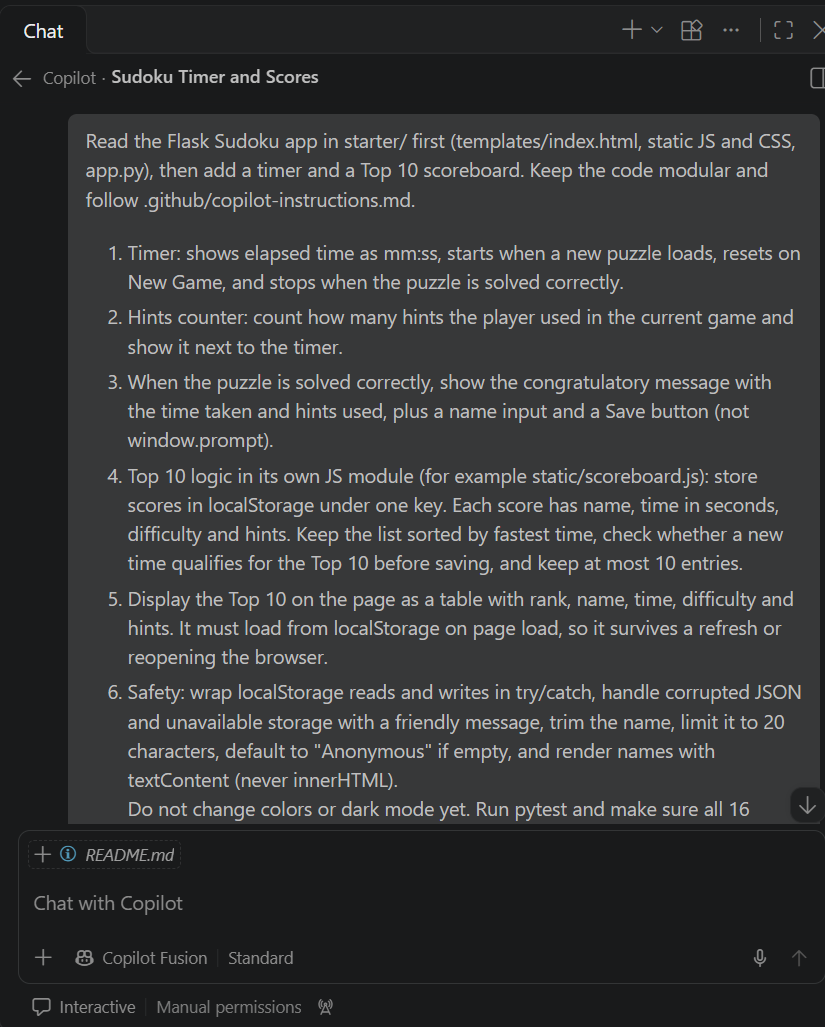 Chat
Copilot · Sudoku Timer and Scores
Read the Flask Sudoku app in starter/ first (templates/index.html, static JS and CSS,
app.py), then add a timer and a Top 10 scoreboard. Keep the code modular and
follow .github/copilot-instructions.md.
1. Timer: shows elapsed time as mm:ss, starts when a new puzzle loads, resets on
New Game, and stops when the puzzle is solved correctly.
2. Hints counter: count how many hints the player used in the current game and
show it next to the timer.
3. When the puzzle is solved correctly, show the congratulatory message with
the time taken and hints used, plus a name input and a Save button (not
window.prompt).
4. Top 10 logic in its own JS module (for example static/scoreboard.js): store
scores in localStorage under one key. Each score has name, time in seconds,
difficulty and hints. Keep the list sorted by fastest time, check whether a new
time qualifies for the Top 10 before saving, and keep at most 10 entries.
5. Display the Top 10 on the page as a table with rank, name, time, difficulty and
hints. It must load from localStorage on page load, so it survives a refresh or
reopening the browser.
6. Safety: wrap localStorage reads and writes in try/catch, handle corrupted JSON
and unavailable storage with a friendly message, trim the name, limit it to 20
characters, default to "Anonymous" if empty, and render names with
textContent (never innerHTML).
Do not change colors or dark mode yet. Run pytest and make sure all 16
README.md
Chat with Copilot
Copilot Fusion Standard
Interactive Manual permissions